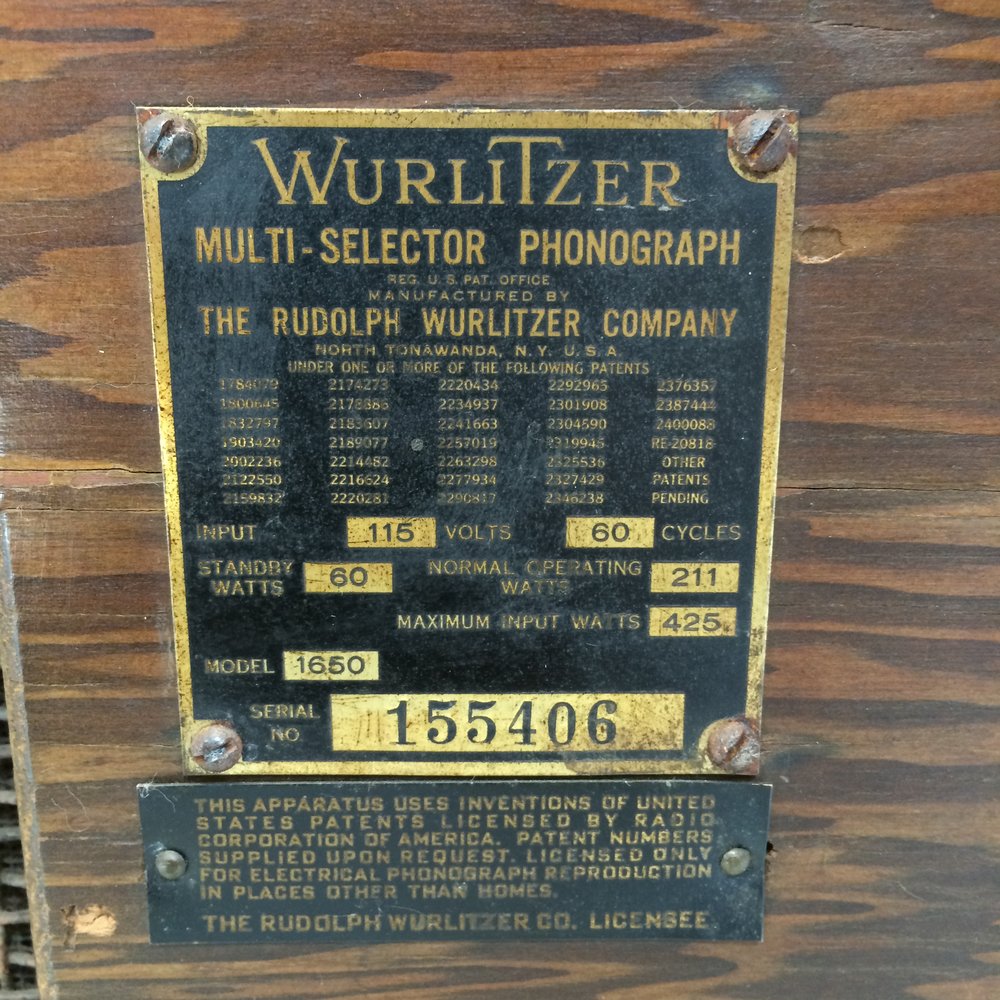 WURLITZER
MULTI-SELECTOR PHONOGRAPH
REG. U.S. PAT. OFFICE
MANUFACTURED BY
THE RUDOLPH WURLITZER COMPANY
NORTH TONAWANDA, N.Y. U.S.A.
UNDER ONE OR MORE OF THE FOLLOWING PATENTS
1784079 2174273 2220434 2292965 2376357
1800645 2178386 2234937 2301908 2387444
1832797 2183607 2241663 2304590 2400088
1903420 2189077 2257019 2319945 RE-20818
2002236 2214482 2263298 2325536 OTHER
2122550 2216624 2277934 2327429 PATENTS
2159832 2220281 2290817 2346238 PENDING
INPUT 115 VOLTS 60 CYCLES
STANDBY WATTS 60 NORMAL OPERATING WATTS 211
MAXIMUM INPUT WATTS 425
MODEL 1650
SERIAL NO 155406
THIS APPARATUS USES INVENTIONS OF UNITED
STATES PATENTS LICENSED BY RADIO
CORPORATION OF AMERICA. PATENT NUMBERS
SUPPLIED UPON REQUEST. LICENSED ONLY
FOR ELECTRICAL PHONOGRAPH REPRODUCTION
IN PLACES OTHER THAN HOMES.
THE RUDOLPH WURLITZER CO. LICENSEE